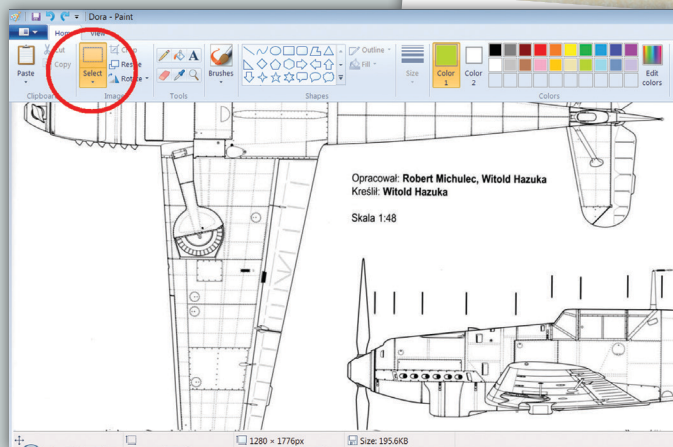 Dora - Paint
Home View
Cut
Copy
Paste
Clipboard
Select
Crop
Resize
Rotate
Image
Tools
Brushes
Shapes
Outline
Fill
Size
Color
1
Color
2
Colors
Edit
colors
Opracował: Robert Michulec, Witold Hazuka
Kreślił: Witold Hazuka
Skala 1:48
1280 × 1776px
Size: 195.6KB